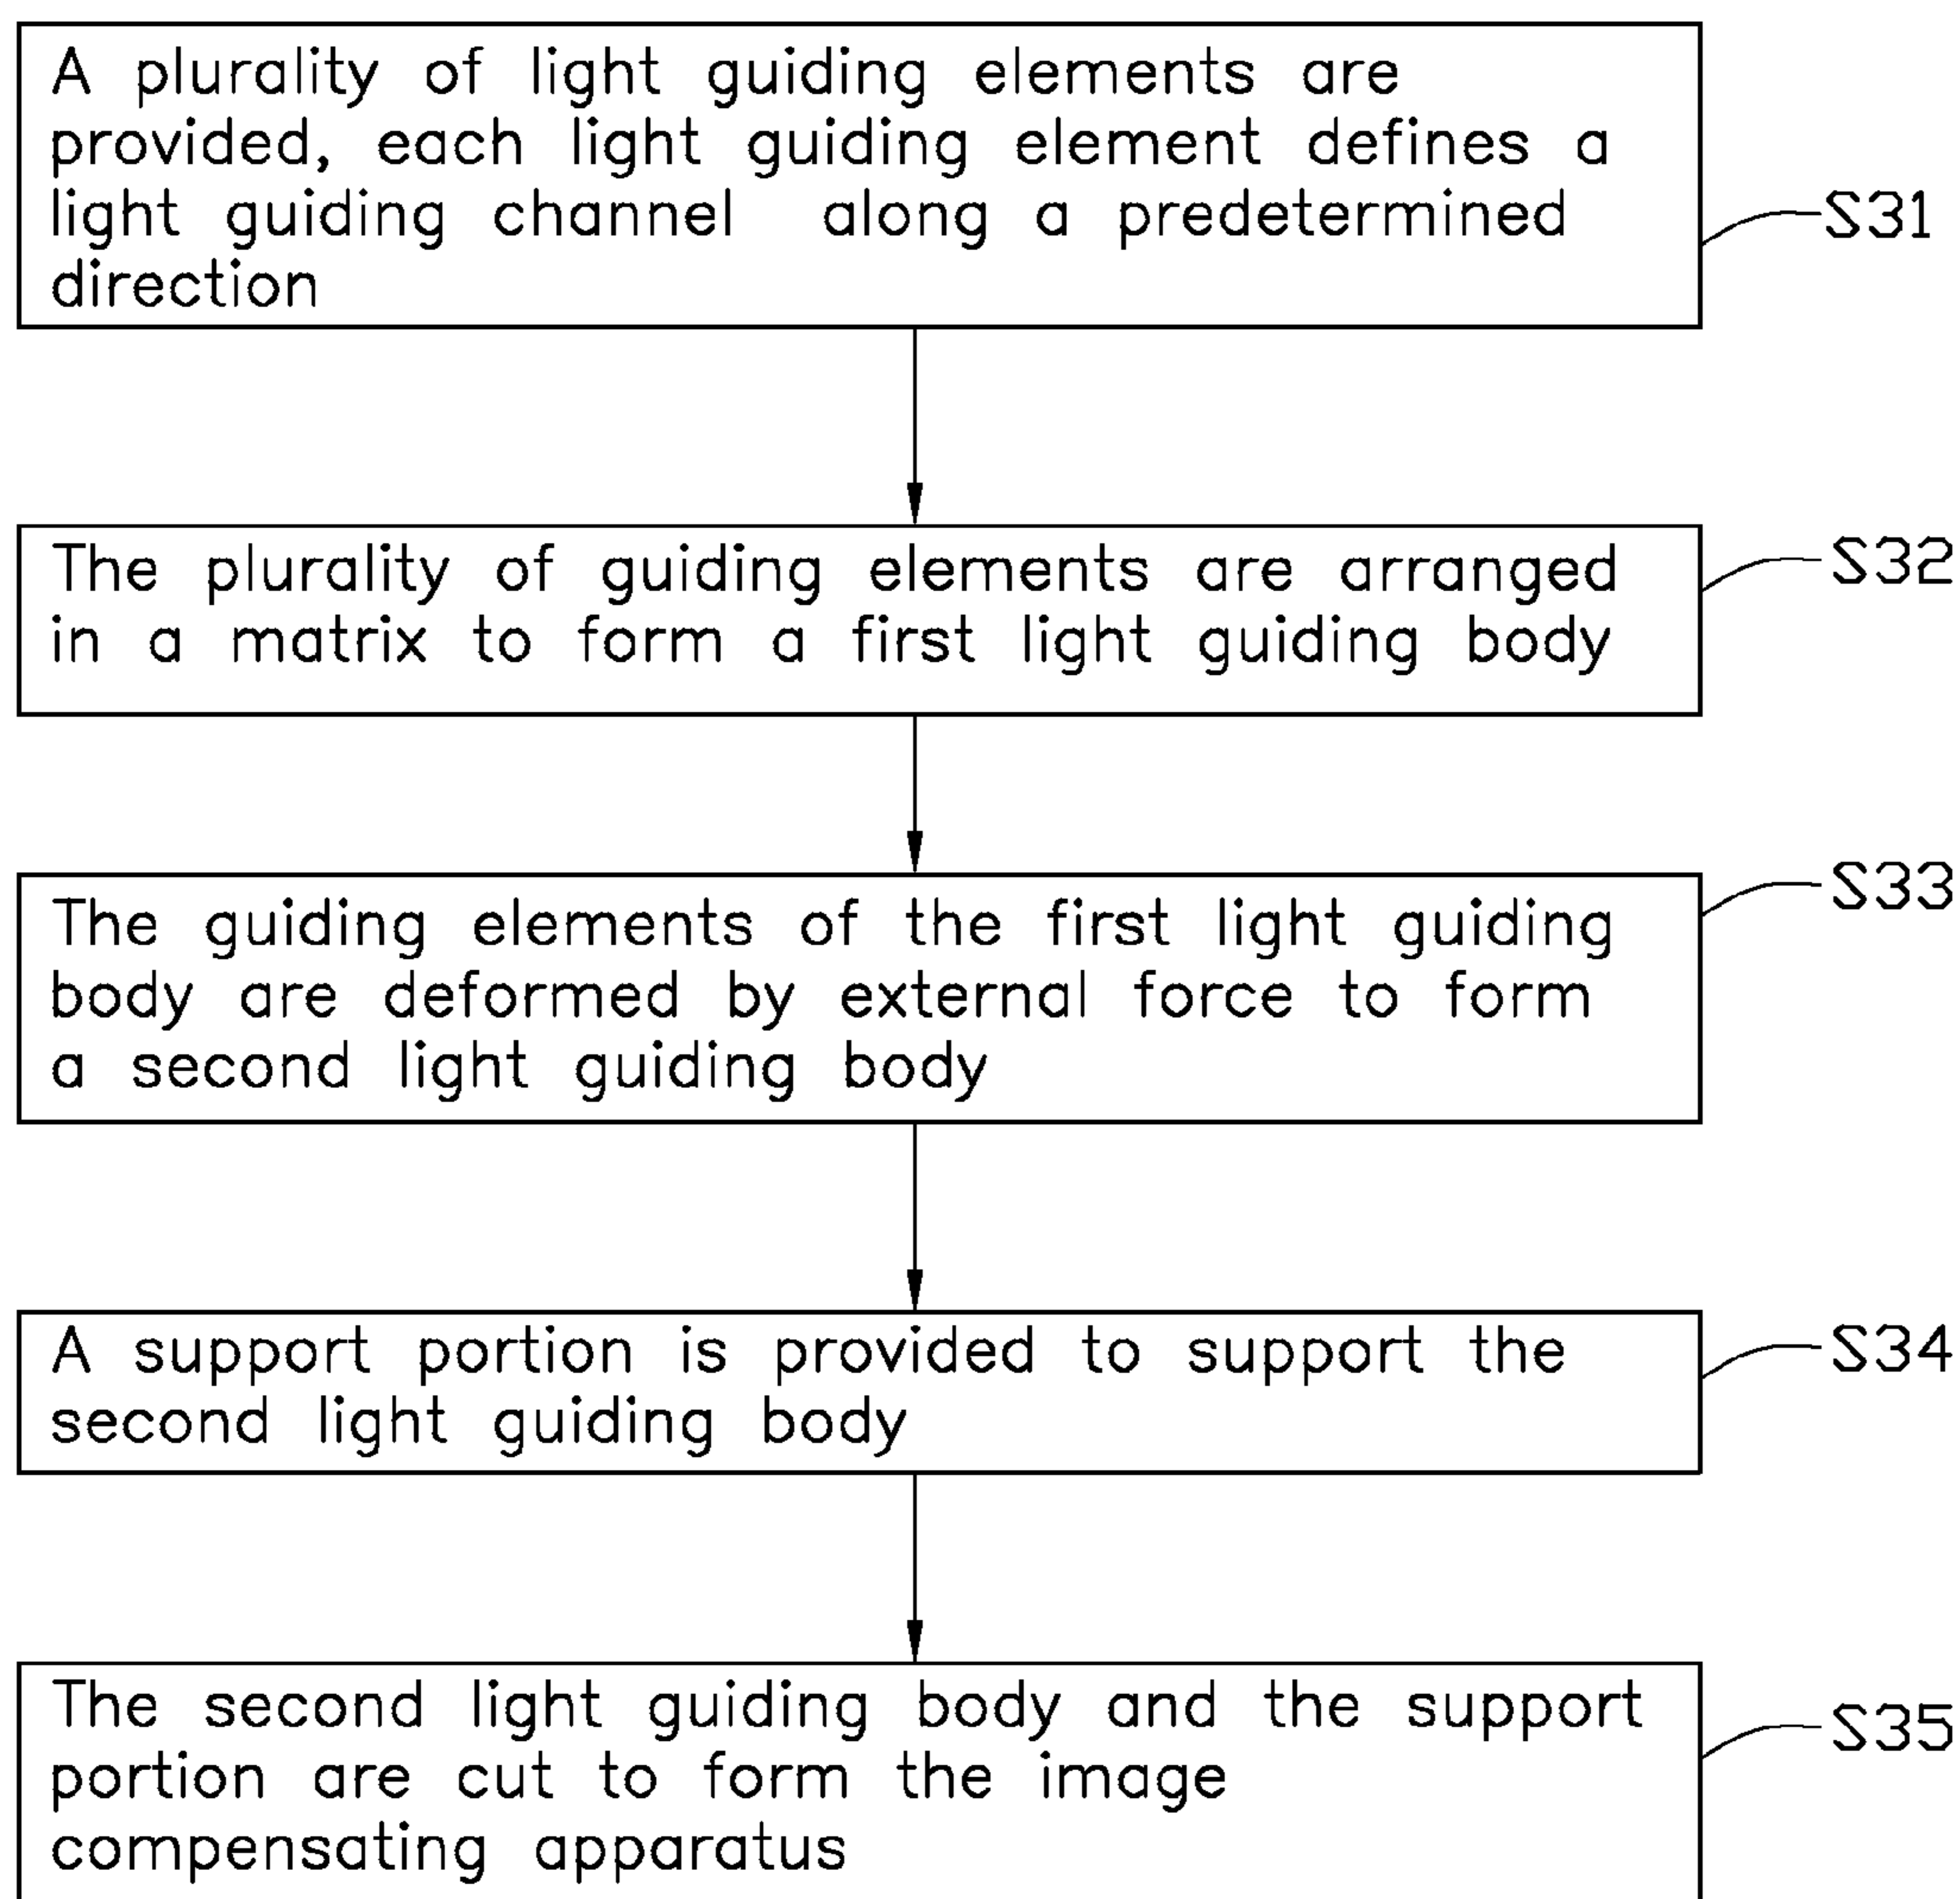 A plurality of light guiding elements are
provided, each light guiding element defines a
light guiding channel along a predetermined
direction
S31
The plurality of guiding elements are arranged
in a matrix to form a first light guiding body
S32
The guiding elements of the first light guiding
body are deformed by external force to form
a second light guiding body
S33
A support portion is provided to support the
second light guiding body
S34
The second light guiding body and the support
portion are cut to form the image
compensating apparatus
S35